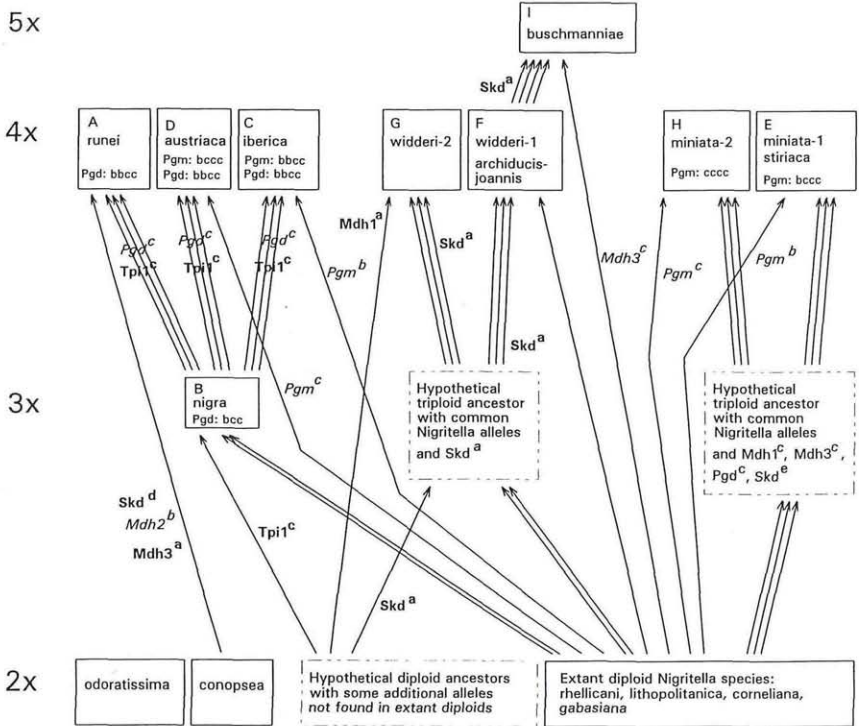 5x
I
buschmanniae
Skd^a
4x
A
runei
Pgd: bbcc
D
austriaca
Pgm: bccc
Pgd: bbcc
C
iberica
Pgm: bbcc
Pgd: bbcc
G
widderi-2
F
widderi-1
archiducis-
joannis
H
miniata-2
Pgm: cccc
E
miniata-1
stiriaca
Pgm: bccc
Pgd^c
Tpi1^c
Pgd^c
Tpi1^c
Pgd^c
Tpi1^c
Pgm^b
Mdh1^a
Skd^a
Skd^a
Mdh3^c
Pgm^c
Pgm^b
3x
B
nigra
Pgd: bcc
Pgm^c
Hypothetical
triploid ancestor
with common
Nigritella alleles
and Skd^a
Hypothetical
triploid ancestor
with common
Nigritella alleles
and Mdh1^c, Mdh3^c,
Pgd^c, Skd^e
Skd^d
Mdh2^b
Mdh3^a
Tpi1^c
Skd^a
2x
odoratissima
conopsea
Hypothetical diploid ancestors
with some additional alleles
not found in extant diploids
Extant diploid Nigritella species:
rhellicani, lithopolitanica, corneliana,
gabasiana